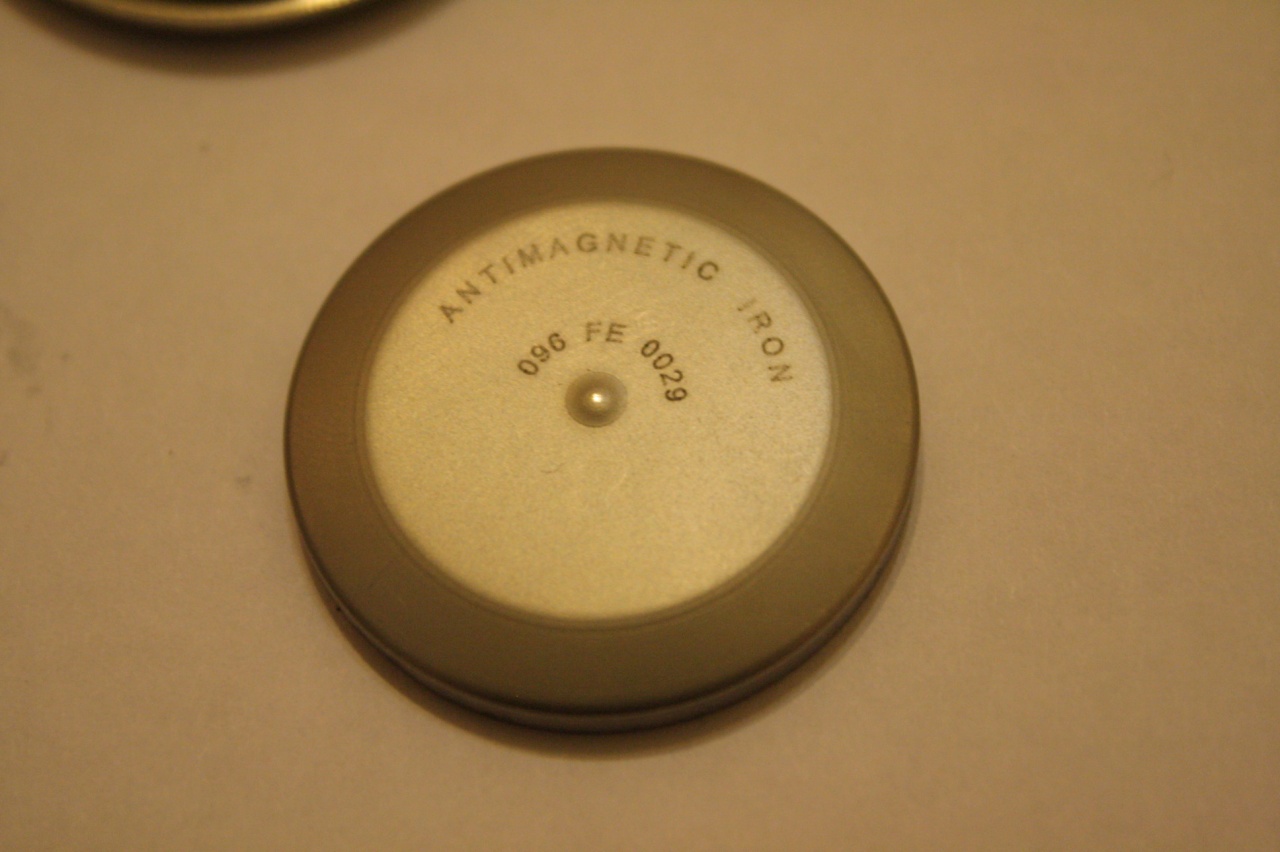 ANTIMAGNETIC IRON
096 FE 0029